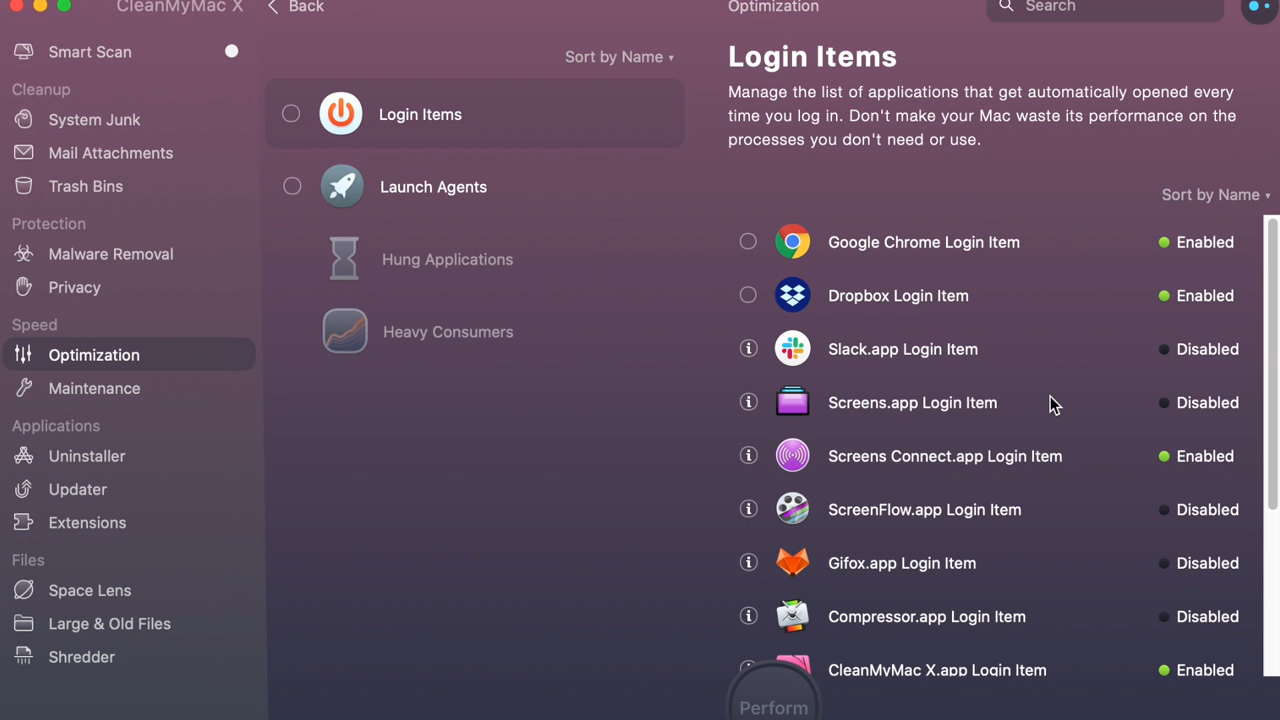 CleanMyMac X
Back
Optimization
Search
Smart Scan
Cleanup
System Junk
Mail Attachments
Trash Bins
Protection
Malware Removal
Privacy
Speed
Optimization
Maintenance
Applications
Uninstaller
Updater
Extensions
Files
Space Lens
Large & Old Files
Shredder
Sort by Name
Login Items
Launch Agents
Hung Applications
Heavy Consumers
Login Items
Manage the list of applications that get automatically opened every
time you log in. Don't make your Mac waste its performance on the
processes you don't need or use.
Sort by Name
Google Chrome Login Item Enabled
Dropbox Login Item Enabled
Slack.app Login Item Disabled
Screens.app Login Item Disabled
Screens Connect.app Login Item Enabled
ScreenFlow.app Login Item Disabled
Gifox.app Login Item Disabled
Compressor.app Login Item Disabled
CleanMyMac X.app Login Item Enabled
Perform